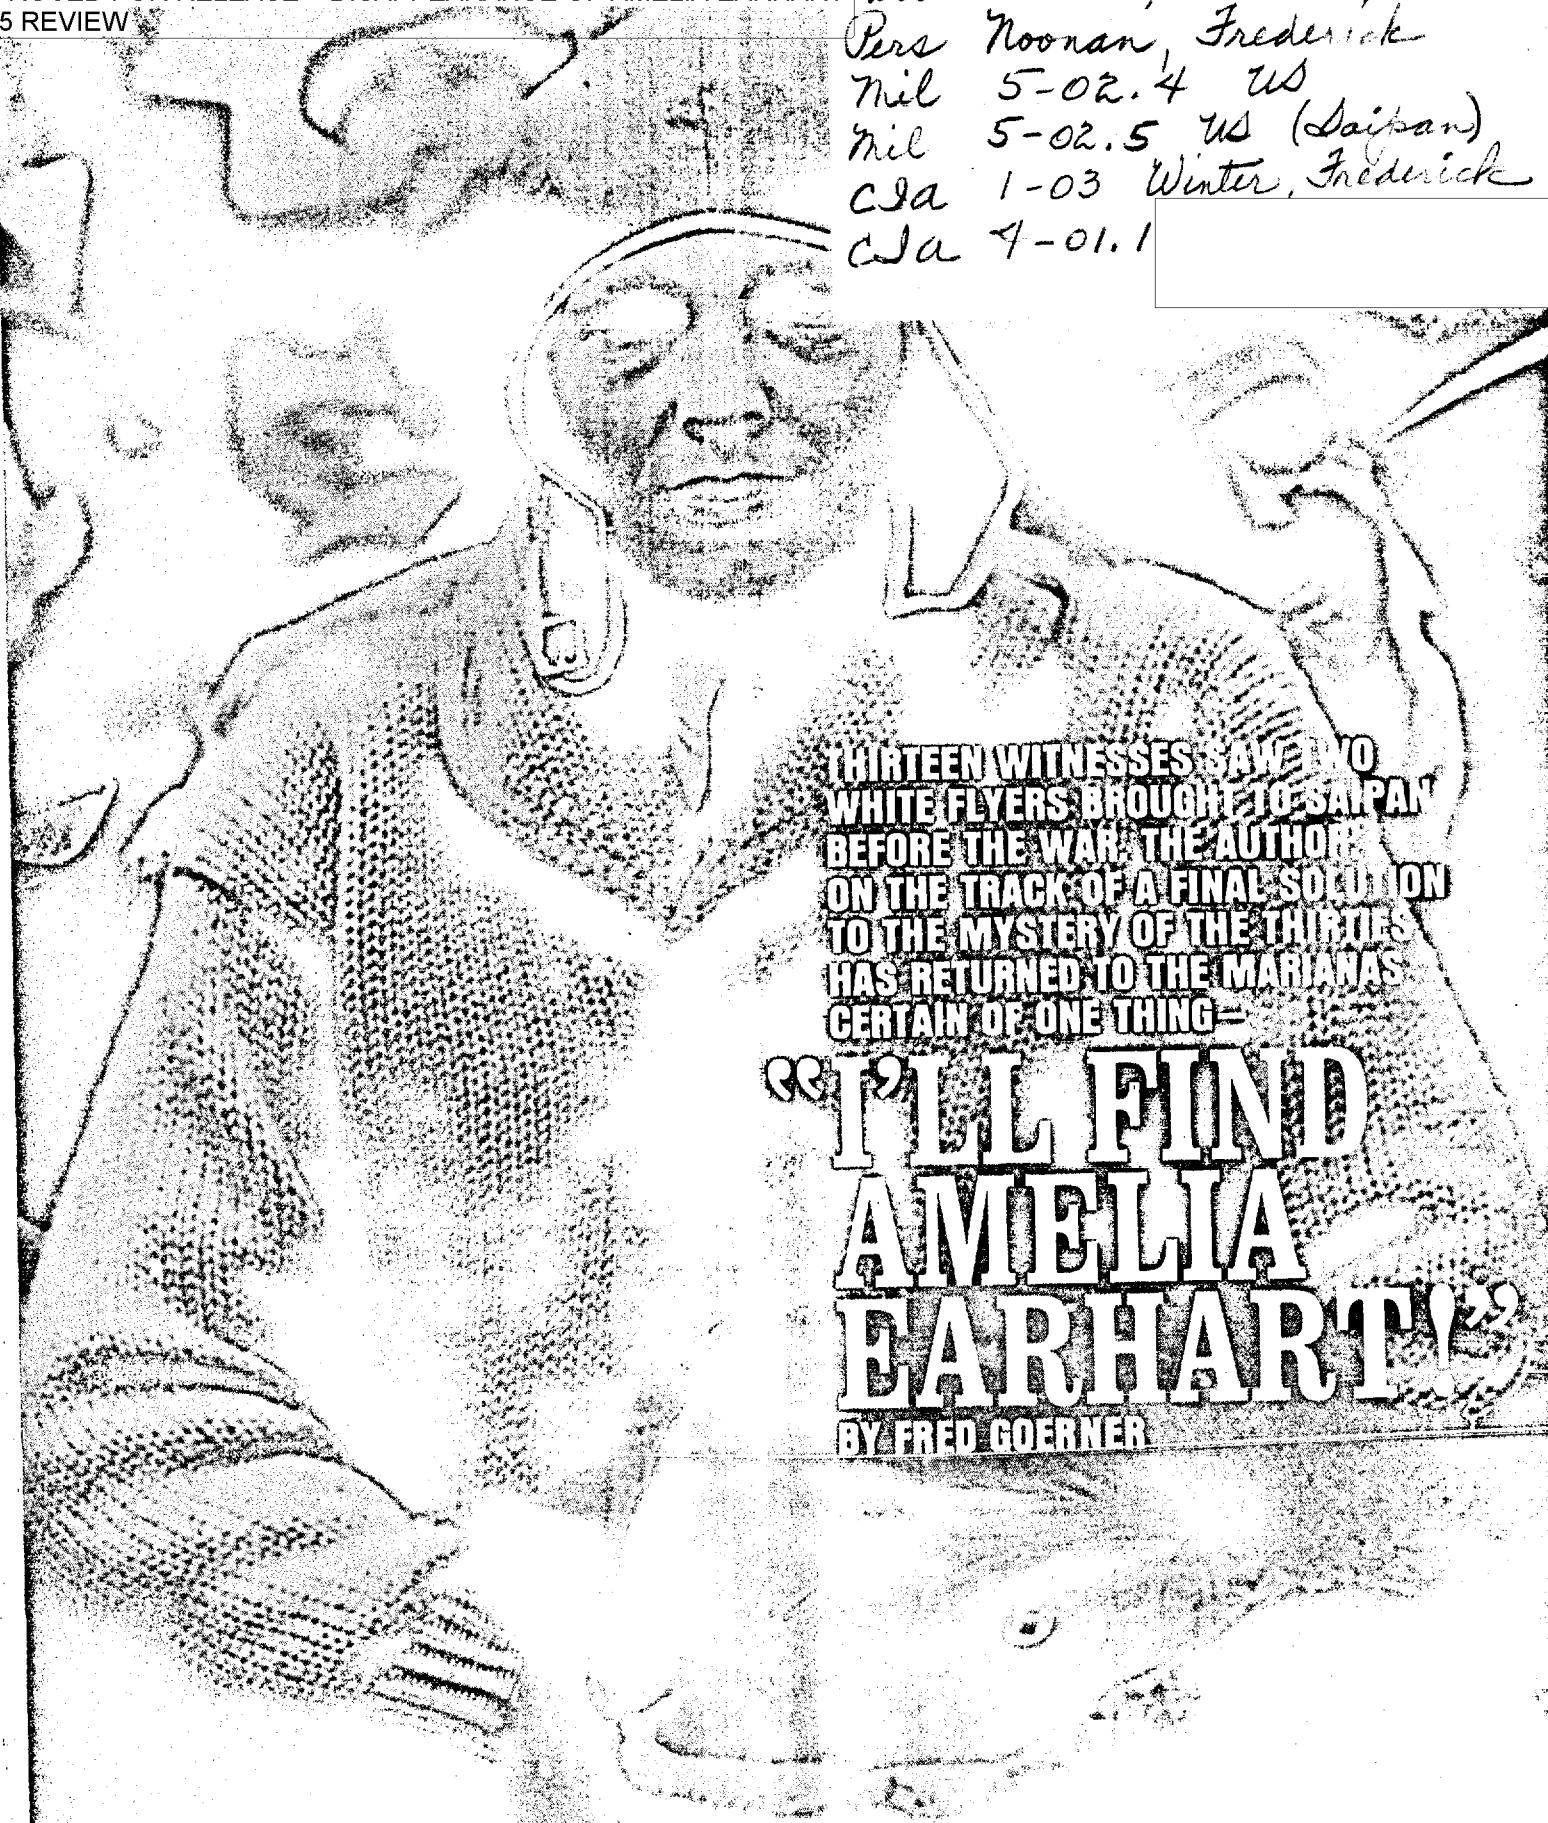 5 REVIEW
Pers Noonan, Frederick
Mil 5-02.4 US
Mil 5-02.5 US (Saipan)
CIa 1-03 Winter, Frederick
CIa 4-01.1
THIRTEEN WITNESSES SAW TWO
WHITE FLYERS BROUGHT TO SAIPAN
BEFORE THE WAR. THE AUTHOR,
ON THE TRACK OF A FINAL SOLUTION
TO THE MYSTERY OF THE THIRTIES
HAS RETURNED TO THE MARIANAS
CERTAIN OF ONE THING—
“I’LL FIND
AMELIA
EARHART!”
BY FRED GOERNER